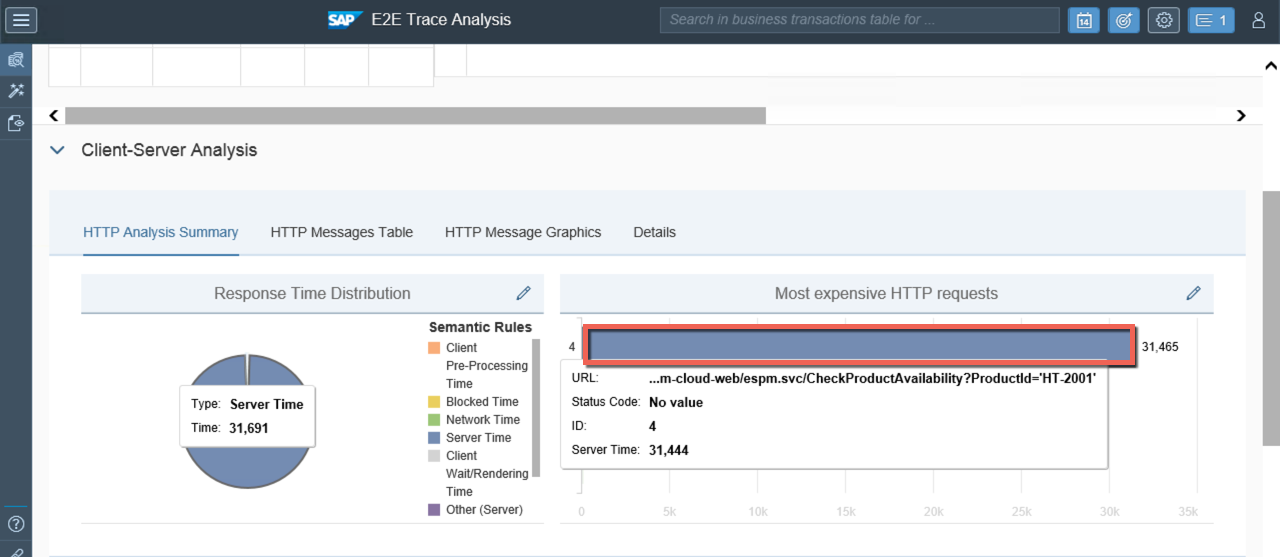 SAP E2E Trace Analysis
Search in business transactions table for ...
14
1
Client-Server Analysis
HTTP Analysis Summary
HTTP Messages Table
HTTP Message Graphics
Details
Response Time Distribution
Semantic Rules
Client
Pre-Processing
Time
Blocked Time
Network Time
Server Time
Client
Wait/Rendering
Time
Other (Server)
Type: Server Time
Time: 31,691
Most expensive HTTP requests
4
31,465
URL: ...m-cloud-web/espm.svc/CheckProductAvailability?ProductId='HT-2001'
Status Code: No value
ID: 4
Server Time: 31,444
0 5k 10k 15k 20k 25k 30k 35k